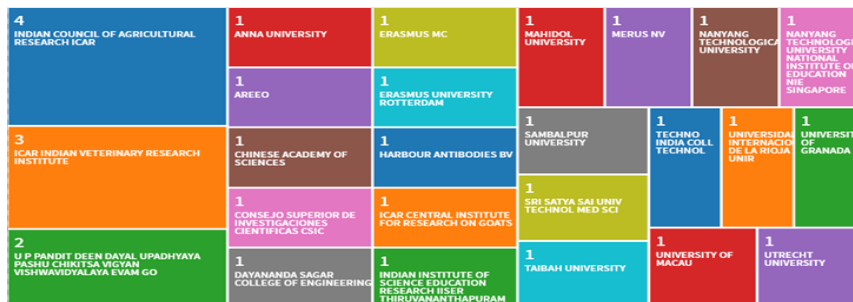 4
INDIAN COUNCIL OF AGRICULTURAL
RESEARCH ICAR
3
ICAR INDIAN VETERINARY RESEARCH
INSTITUTE
2
U P PANDIT DEEN DAYAL UPADHYAYA
PASHU CHIKITSA VIGYAN
VISHWAVIDYALAYA EVAM GO
1
ANNA UNIVERSITY
1
AREEO
1
CHINESE ACADEMY OF
SCIENCES
1
CONSEJO SUPERIOR DE
INVESTIGACIONES
CIENTIFICAS CSIC
1
DAYANANDA SAGAR
COLLEGE OF ENGINEERING
1
ERASMUS MC
1
ERASMUS UNIVERSITY
ROTTERDAM
1
HARBOUR ANTIBODIES BV
1
ICAR CENTRAL INSTITUTE
FOR RESEARCH ON GOATS
1
INDIAN INSTITUTE OF
SCIENCE EDUCATION
RESEARCH IISER
THIRUVANANTHAPURAM
1
MAHIDOL
UNIVERSITY
1
MERUS NV
1
NANYANG
TECHNOLOGICA
UNIVERSITY
1
NANYANG
TECHNOLOG
UNIVERSITY
NATIONAL
INSTITUTE O
EDUCATION
NIE
SINGAPORE
1
SAMBALPUR
UNIVERSITY
1
SRI SATYA SAI UNIV
TECHNOL MED SCI
1
TAIBAH UNIVERSITY
1
TECHNO
INDIA COLL
TECHNOL
1
UNIVERSIDA
INTERNACIO
DE LA RIOJA
UNIR
1
UNIVERSIT
OF
GRANADA
1
UNIVERSITY OF
MACAU
1
UTRECHT
UNIVERSITY